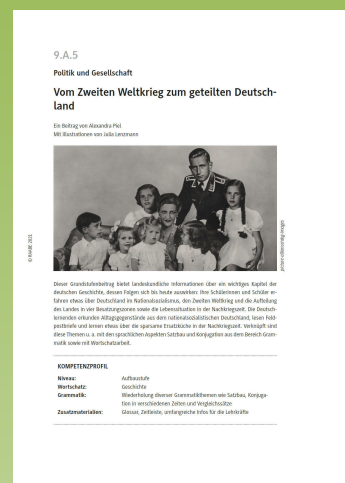 9.A.5
Politik und Gesellschaft
Vom Zweiten Weltkrieg zum geteilten Deutsch-
land
Ein Beitrag von Alexandra Piel
Mit Illustrationen von Julia Lenzmann
© RAABE 2021
picture-alliance/Imagno
Dieser Grundstufenbeitrag bietet landeskundliche Informationen über ein wichtiges Kapitel der
deutschen Geschichte, dessen Folgen sich bis heute auswirken: Ihre Schülerinnen und Schüler er-
fahren etwas über Deutschland im Nationalsozialismus, den Zweiten Weltkrieg und die Aufteilung
des Landes in vier Besatzungszonen sowie die Lebenssituation in der Nachkriegszeit. Die Deutsch-
lernenden erkunden Alltagsgegenstände aus dem nationalsozialistischen Deutschland, lesen Feld-
postbriefe und lernen etwas über die sparsame Ersatzküche in der Nachkriegszeit. Verknüpft sind
diese Themen u. a. mit den sprachlichen Aspekten Satzbau und Konjugation aus dem Bereich Gram-
matik sowie mit Wortschatzarbeit.
KOMPETENZPROFIL
Niveau: Aufbaustufe
Wortschatz: Geschichte
Grammatik: Wiederholung diverser Grammatikthemen wie Satzbau, Konjuga-
tion in verschiedenen Zeiten und Vergleichssätze
Zusatzmaterialien: Glossar, Zeitleiste, umfangreiche Infos für die Lehrkräfte